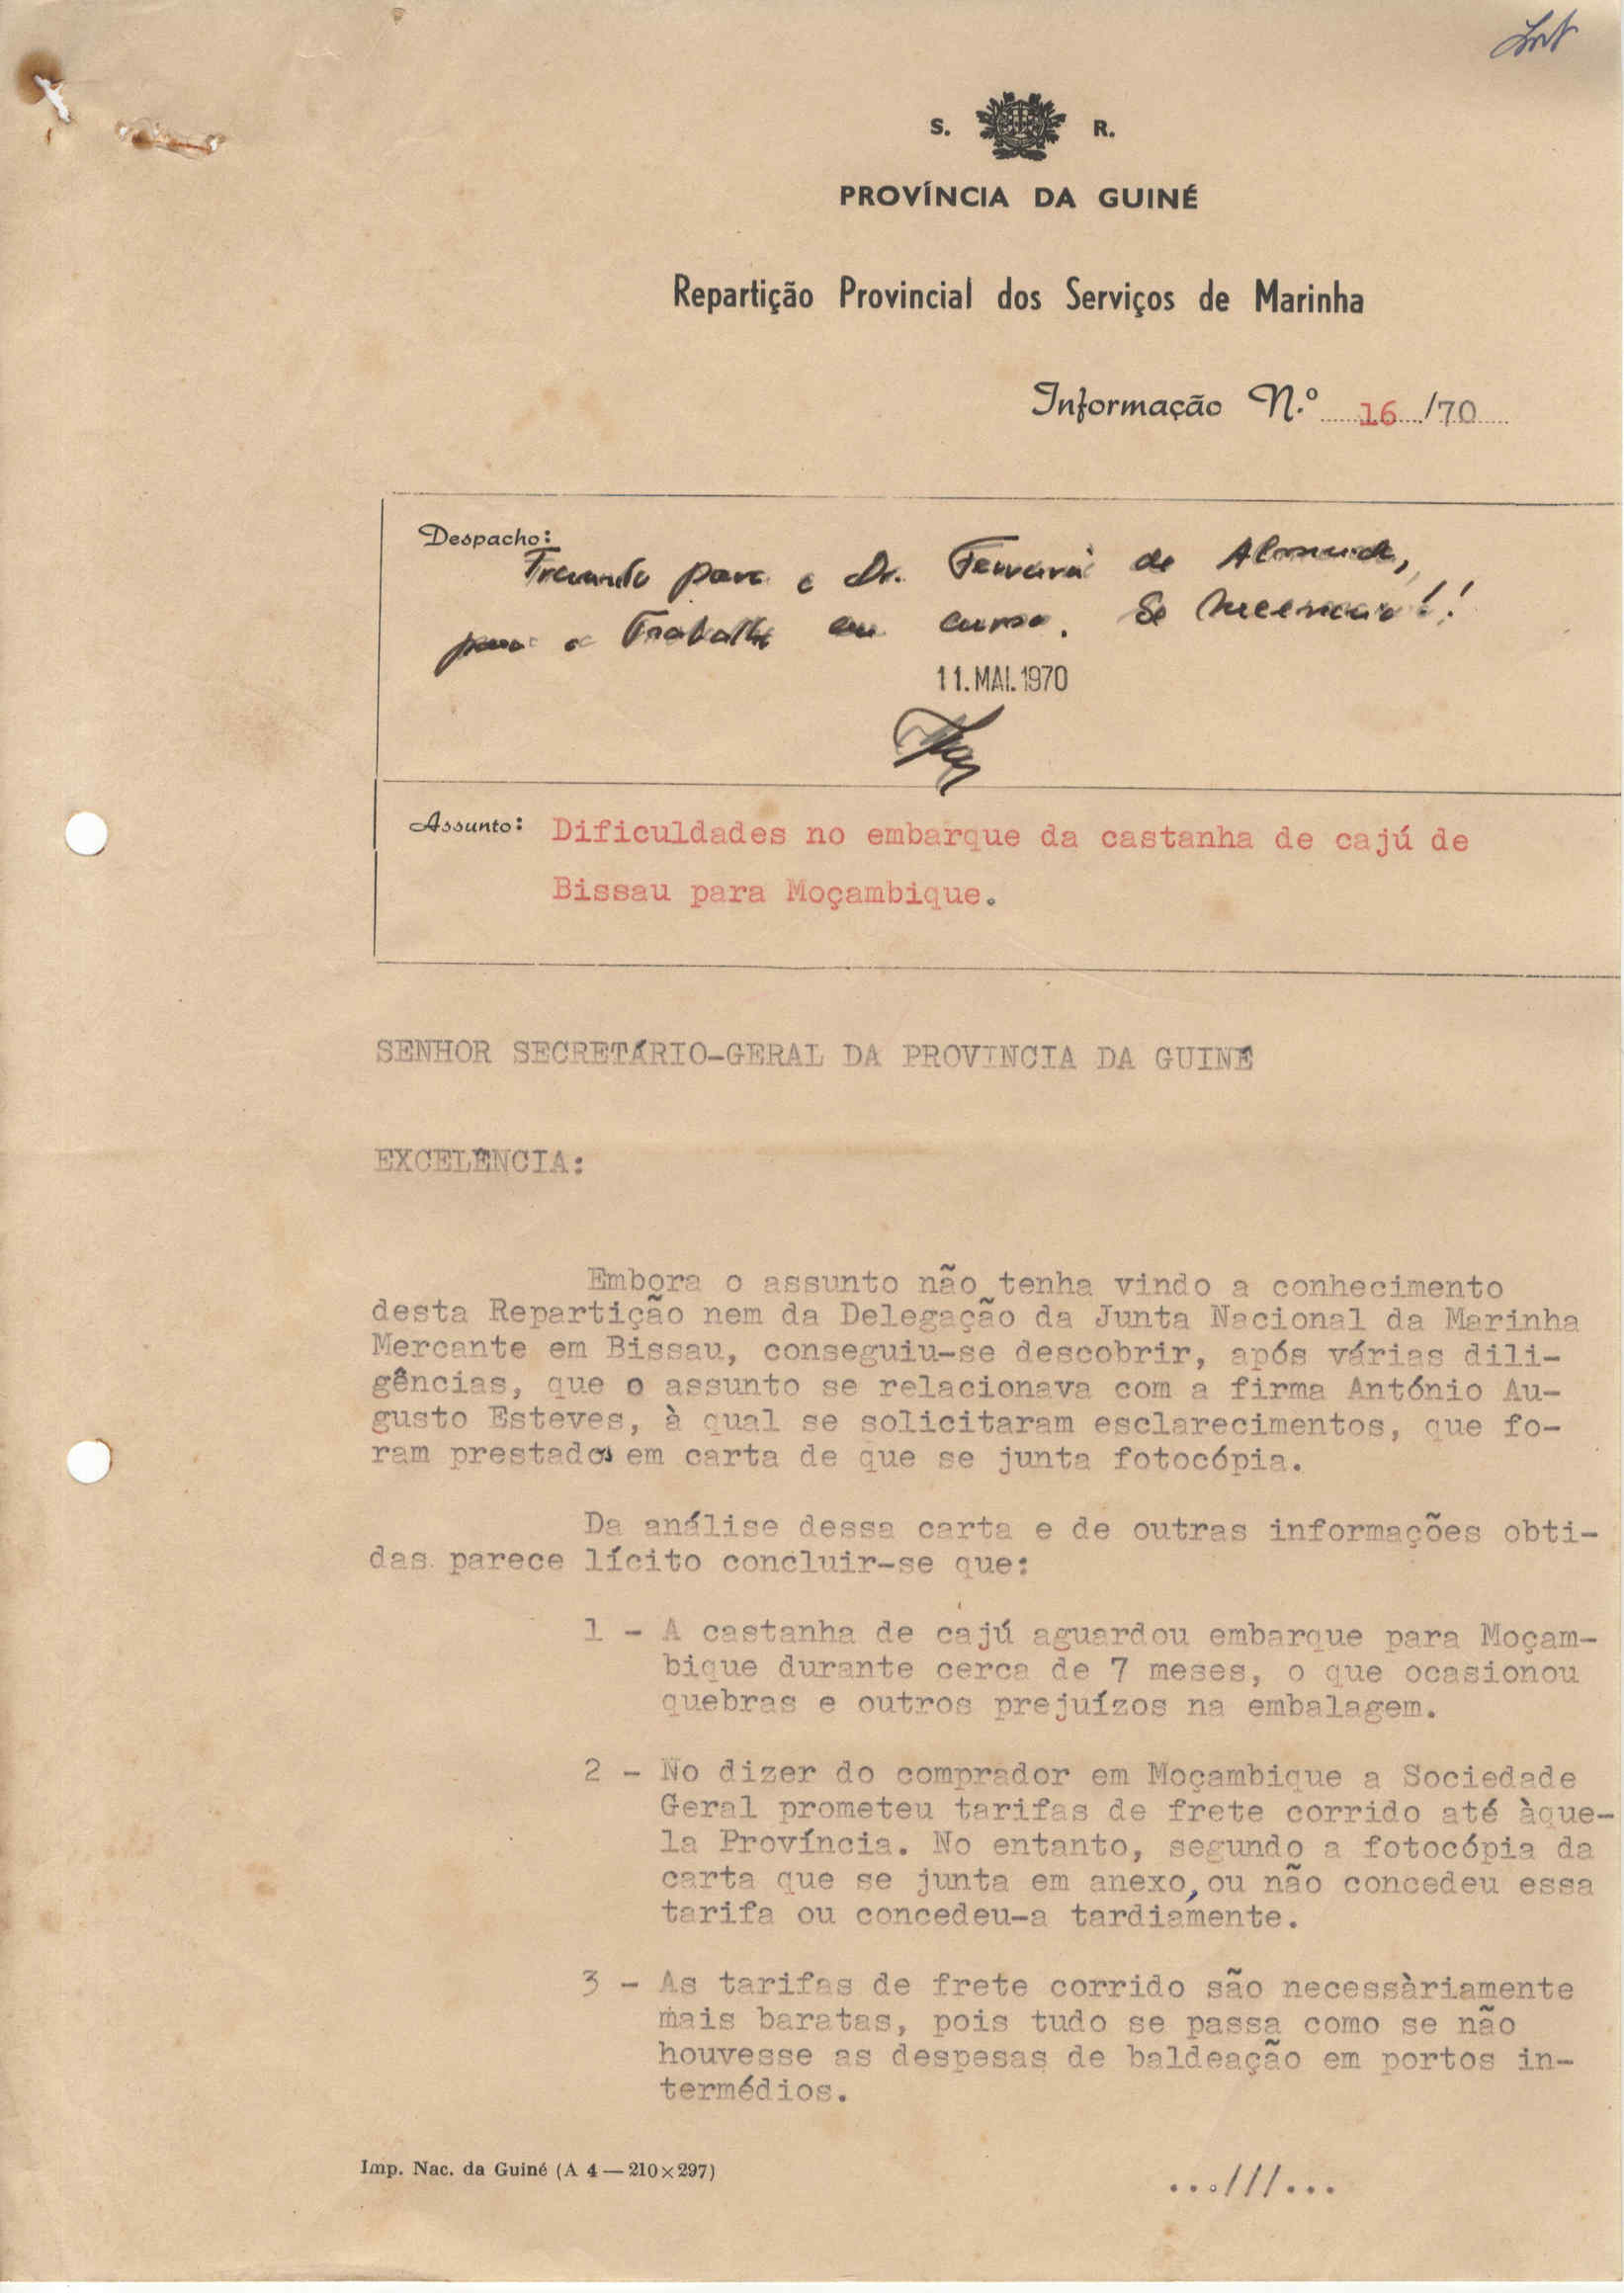 S. R.
PROVÍNCIA DA GUINÉ
Repartição Provincial dos Serviços de Marinha
Informação N.º 16 /70
Despacho:
para o Dr. de
para o Trabalho em curso. Se !!
11. MAI. 1970
Assunto: Dificuldades no embarque da castanha de cajú de
Bissau para Moçambique.
SENHOR SECRETÁRIO-GERAL DA PROVINCIA DA GUINÉ
EXCELÊNCIA:
Embora o assunto não tenha vindo a conhecimento
desta Repartição nem da Delegação da Junta Nacional da Marinha
Mercante em Bissau, conseguiu-se descobrir, após várias dili-
gências, que o assunto se relacionava com a firma António Au-
gusto Esteves, à qual se solicitaram esclarecimentos, que fo-
ram prestados em carta de que se junta fotocópia.
Da análise dessa carta e de outras informações obti-
das parece lícito concluir-se que:
1 - A castanha de cajú aguardou embarque para Moçam-
bique durante cerca de 7 meses, o que ocasionou
quebras e outros prejuízos na embalagem.
2 - No dizer do comprador em Moçambique a Sociedade
Geral prometeu tarifas de frete corrido até àque-
la Província. No entanto, segundo a fotocópia da
carta que se junta em anexo, ou não concedeu essa
tarifa ou concedeu-a tardiamente.
3 - As tarifas de frete corrido são necessàriamente
mais baratas, pois tudo se passa como se não
houvesse as despesas de baldeação em portos in-
termédios.
Imp. Nac. da Guiné (A 4 — 210×297)
...///...